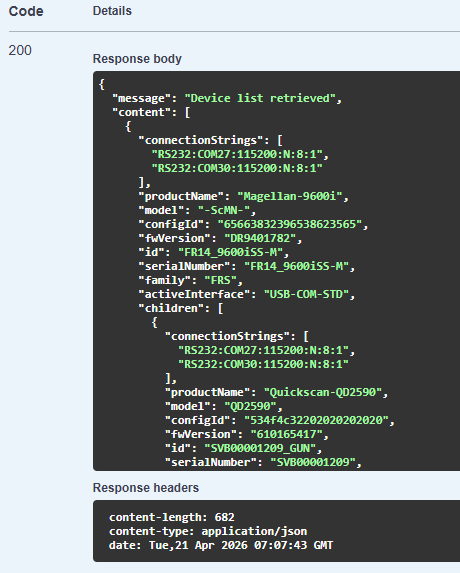 Code Details
200
Response body
{
  "message": "Device list retrieved",
  "content": [
    {
      "connectionStrings": [
        "RS232:COM27:115200:N:8:1",
        "RS232:COM30:115200:N:8:1"
      ],
      "productName": "Magellan-9600i",
      "model": "-ScMN-",
      "configId": "65663832396538623565",
      "fwVersion": "DR9401782",
      "id": "FR14_9600iSS-M",
      "serialNumber": "FR14_9600iSS-M",
      "family": "FRS",
      "activeInterface": "USB-COM-STD",
      "children": [
        {
          "connectionStrings": [
            "RS232:COM27:115200:N:8:1",
            "RS232:COM30:115200:N:8:1"
          ],
          "productName": "Quickscan-QD2590",
          "model": "QD2590",
          "configId": "534f4c32202020202020",
          "fwVersion": "610165417",
          "id": "SVB00001209_GUN",
          "serialNumber": "SVB00001209",
Response headers
content-length: 682
content-type: application/json
date: Tue,21 Apr 2026 07:07:43 GMT